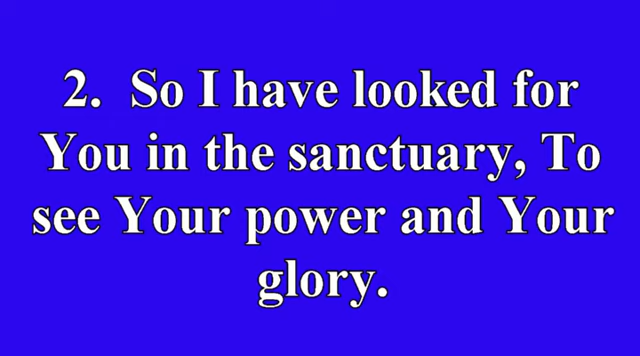 2.  So I have looked for
You in the sanctuary, To
see Your power and Your
glory.